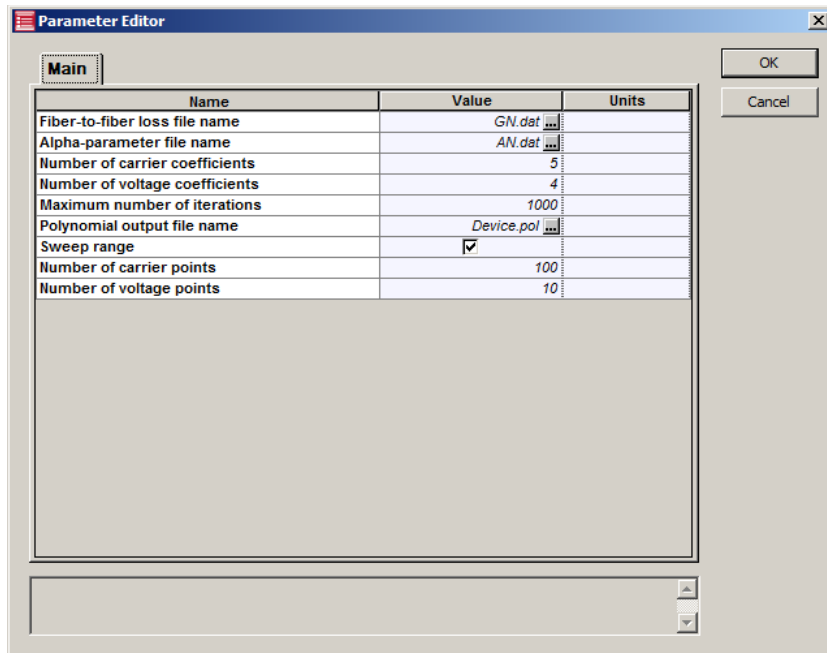 Parameter Editor
Main
OK
Cancel
Name Value Units
Fiber-to-fiber loss file name GN.dat ...
Alpha-parameter file name AN.dat ...
Number of carrier coefficients 5
Number of voltage coefficients 4
Maximum number of iterations 1000
Polynomial output file name Device.pol ...
Sweep range
Number of carrier points 100
Number of voltage points 10